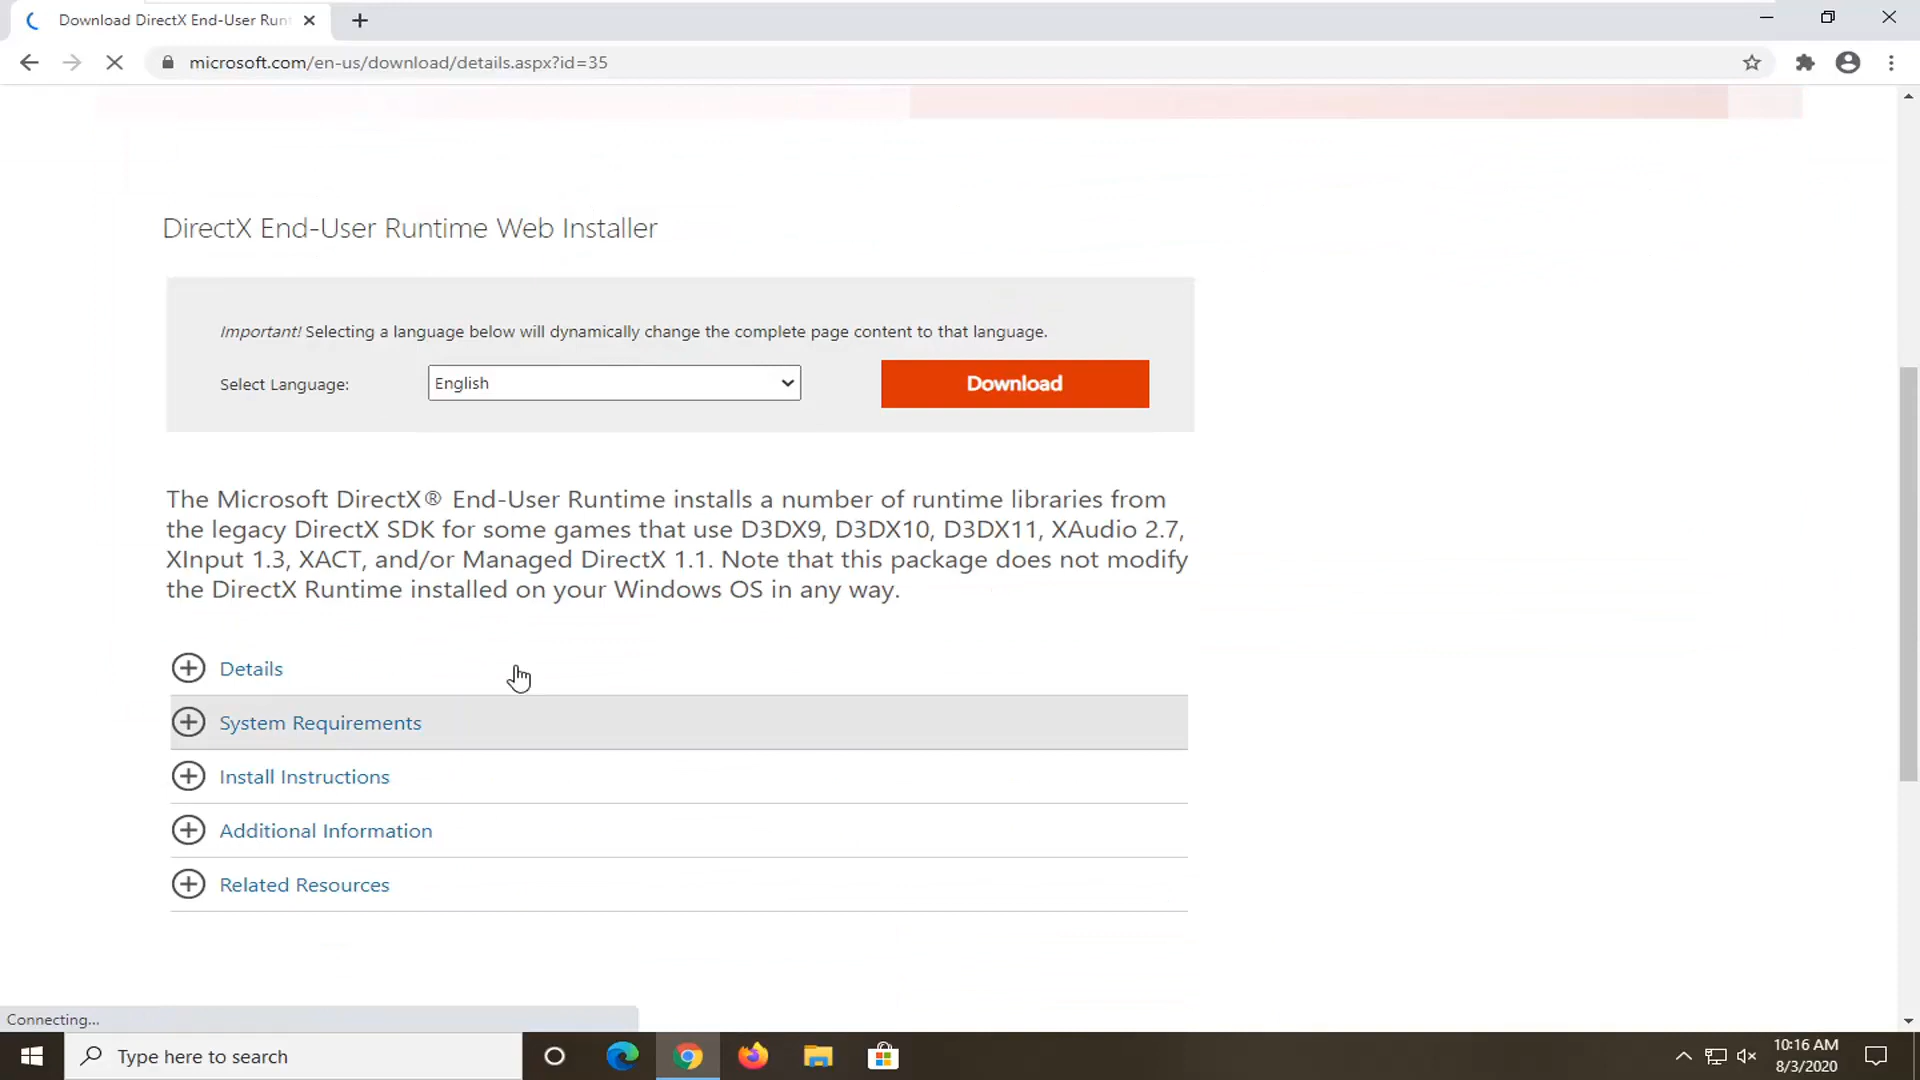 Download DirectX End-User Runt
microsoft.com/en-us/download/details.aspx?id=35
DirectX End-User Runtime Web Installer
Important! Selecting a language below will dynamically change the complete page content to that language.
Select Language:
English
Download
The Microsoft DirectX® End-User Runtime installs a number of runtime libraries from
the legacy DirectX SDK for some games that use D3DX9, D3DX10, D3DX11, XAudio 2.7,
XInput 1.3, XACT, and/or Managed DirectX 1.1. Note that this package does not modify
the DirectX Runtime installed on your Windows OS in any way.
Details
System Requirements
Install Instructions
Additional Information
Related Resources
Connecting...
Type here to search
10:16 AM
8/3/2020